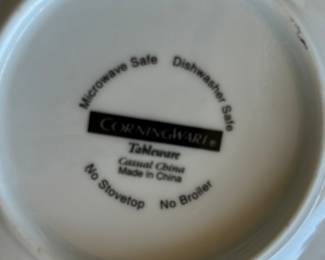 Microwave Safe Dishwasher Safe
CORNINGWARE®
Tableware
Casual China
Made in China
No Stovetop No Broiler